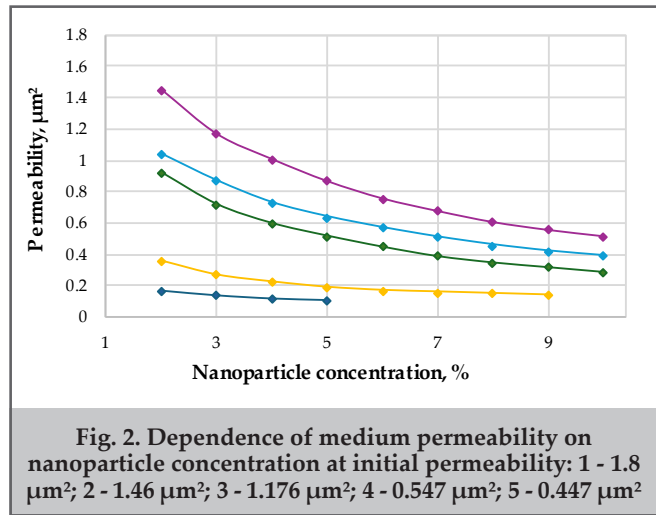 1.8
1.6
1.4
1.2
1
0.8
0.6
0.4
0.2
0
Permeability, µm²
1 3 5 7 9
Nanoparticle concentration, %
Fig. 2. Dependence of medium permeability on
nanoparticle concentration at initial permeability: 1 - 1.8
µm²; 2 - 1.46 µm²; 3 - 1.176 µm²; 4 - 0.547 µm²; 5 - 0.447 µm²